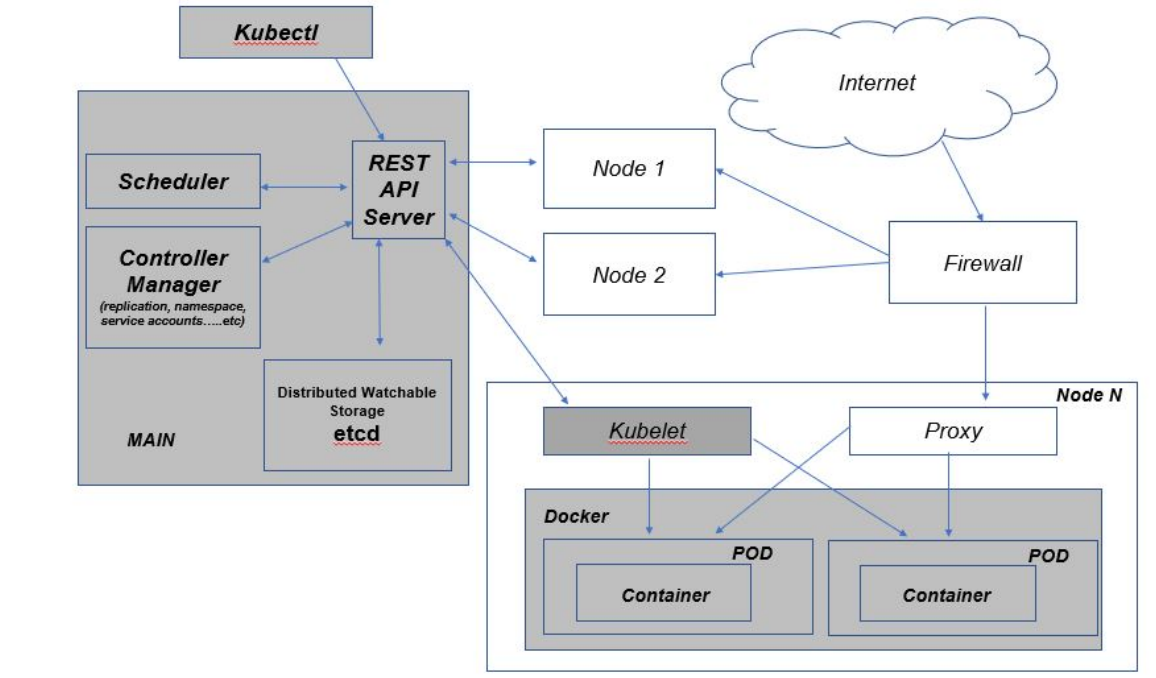 Kubectl
Internet
REST
API
Server
Scheduler
Controller
Manager
(replication, namespace,
service accounts…..etc)
Distributed Watchable
Storage
etcd
MAIN
Node 1
Node 2
Firewall
Node N
Kubelet
Proxy
Docker
POD
Container
POD
Container